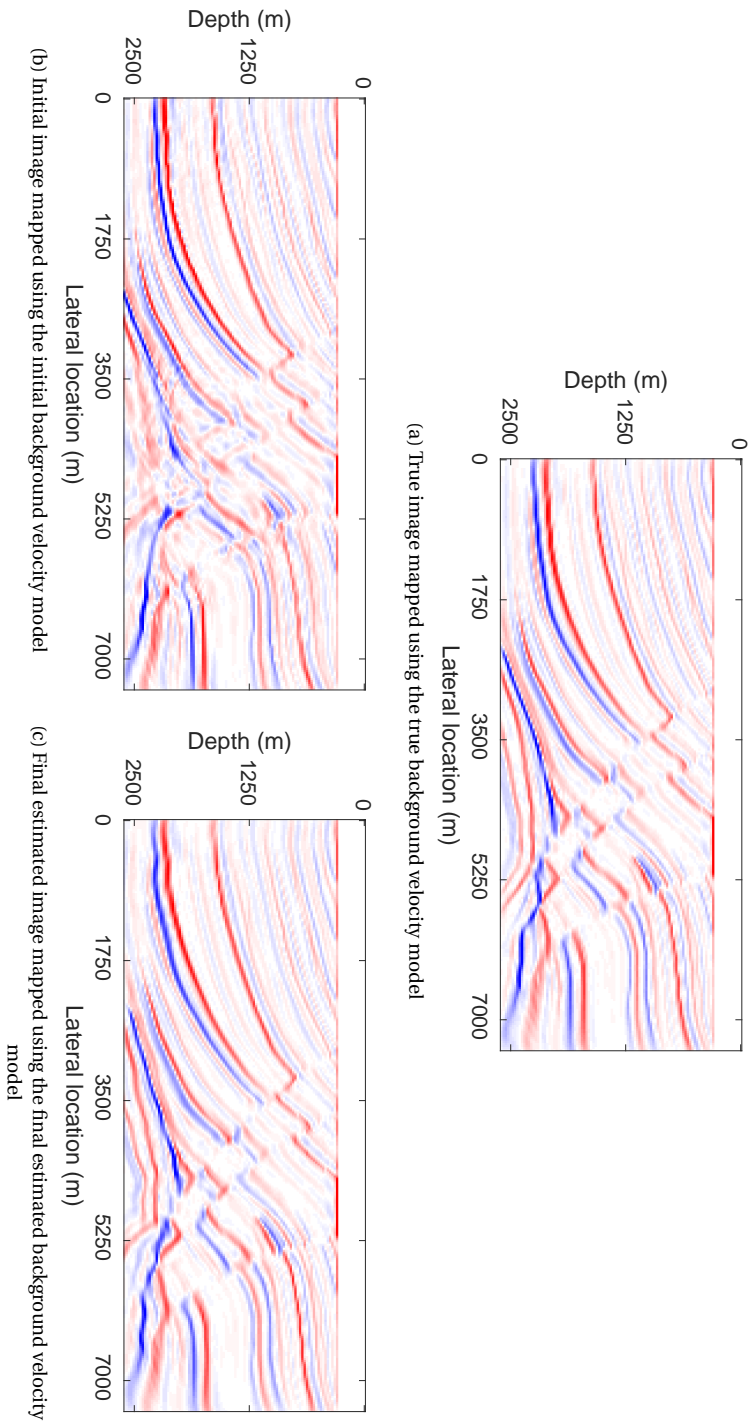 0
1250
2500
Depth (m)
0
1750
3500
5250
7000
Lateral location (m)
(a) True image mapped using the true background velocity model
0
1250
2500
Depth (m)
0
1750
3500
5250
7000
Lateral location (m)
(b) Initial image mapped using the initial background velocity model
0
1250
2500
Depth (m)
0
1750
3500
5250
7000
Lateral location (m)
(c) Final estimated image mapped using the final estimated background velocity
model